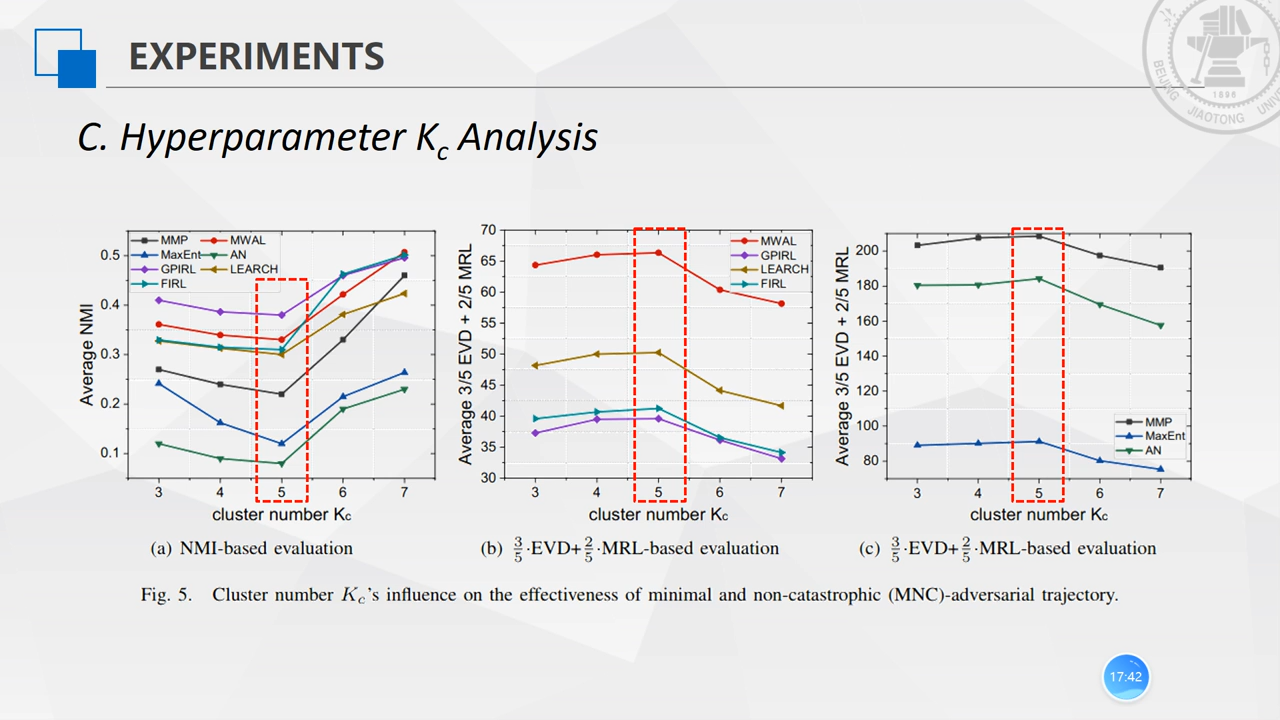 EXPERIMENTS
BEIJING JIAOTONG UNIV
1896
C. Hyperparameter Kc Analysis
Average NMI
MMP MWAL
MaxEnt AN
GPIRL LEARCH
FIRL
0.5
0.4
0.3
0.2
0.1
3 4 5 6 7
cluster number Kc
(a) NMI-based evaluation
Average 3/5 EVD + 2/5 MRL
MWAL
GPIRL
LEARCH
FIRL
70
65
60
55
50
45
40
35
30
3 4 5 6 7
cluster number Kc
(b) 3/5·EVD+2/5·MRL-based evaluation
Average 3/5 EVD + 2/5 MRL
200
180
160
140
120
100
80
MMP
MaxEnt
AN
3 4 5 6 7
cluster number Kc
(c) 3/5·EVD+2/5·MRL-based evaluation
Fig. 5. Cluster number Kc's influence on the effectiveness of minimal and non-catastrophic (MNC)-adversarial trajectory.
17:42